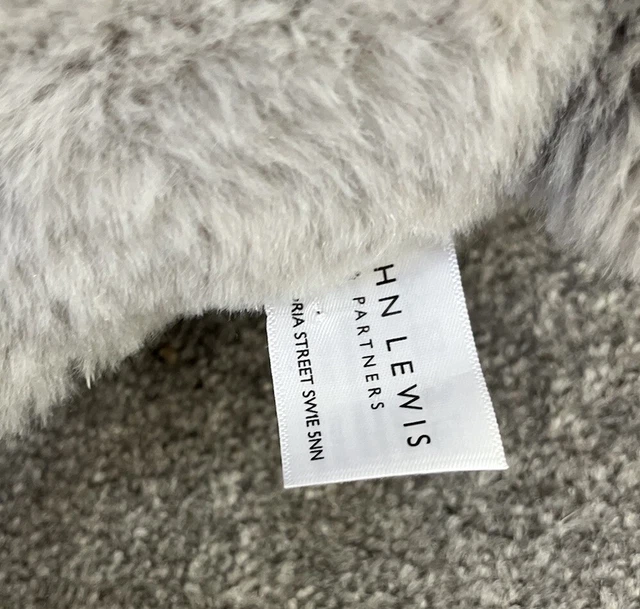 HN LEWIS
& PARTNERS
RIA STREET SW1E 5NN